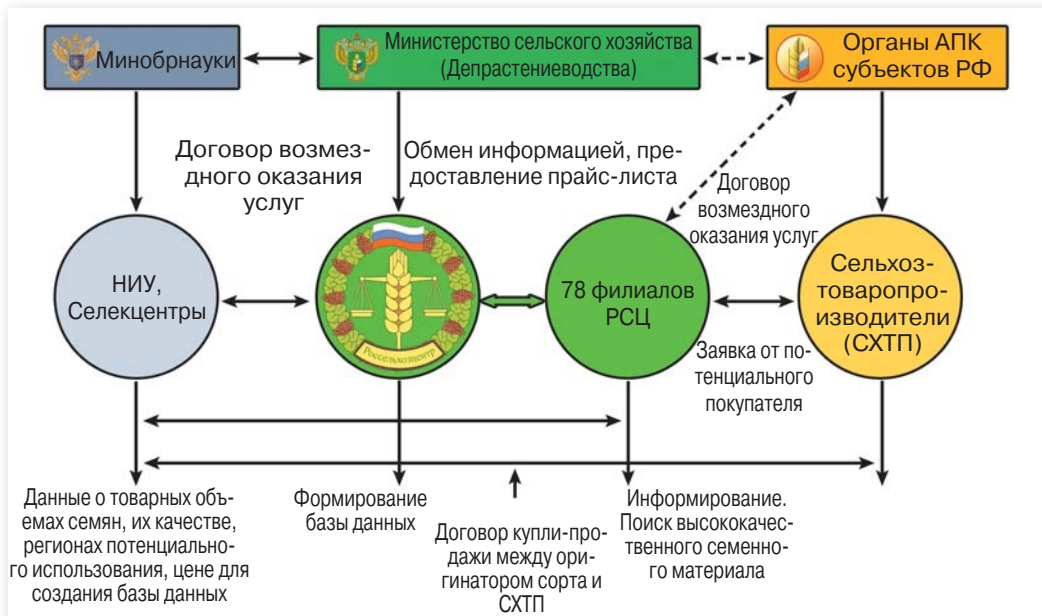 Минобрнауки
Министерство сельского хозяйства
(Депрастениеводства)
Органы АПК
субъектов РФ
Договор возмез-
дного оказания
услуг
Обмен информацией, пре-
доставление прайс-листа
Договор
возмездного
оказания услуг
НИУ,
Селекцентры
Россельхозцентр
78 филиалов
РСЦ
Сельхоз-
товаропро-
изводители
(СХТП)
Заявка от по-
тенциального
покупателя
Данные о товарных объ-
емах семян, их качестве,
регионах потенциально-
го использования, цене для
создания базы данных
Формирование
базы данных
Договор купли-про-
дажи между ори-
гинатором сорта и
СХТП
Информирование.
Поиск высококачес-
твенного семенно-
го материала